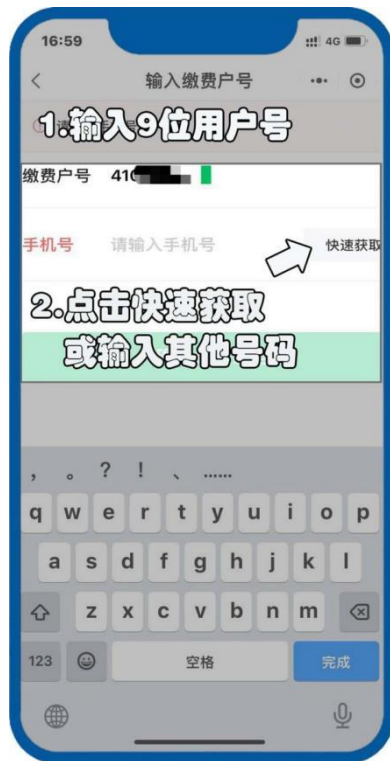 16:59
4G
输入缴费户号
1.输入9位用户号
缴费户号 410
手机号 请输入手机号 快速获取
2.点击快速获取
或输入其他号码
，。？！、……
q w e r t y u i o p
a s d f g h j k l
z x c v b n m
123 空格 完成